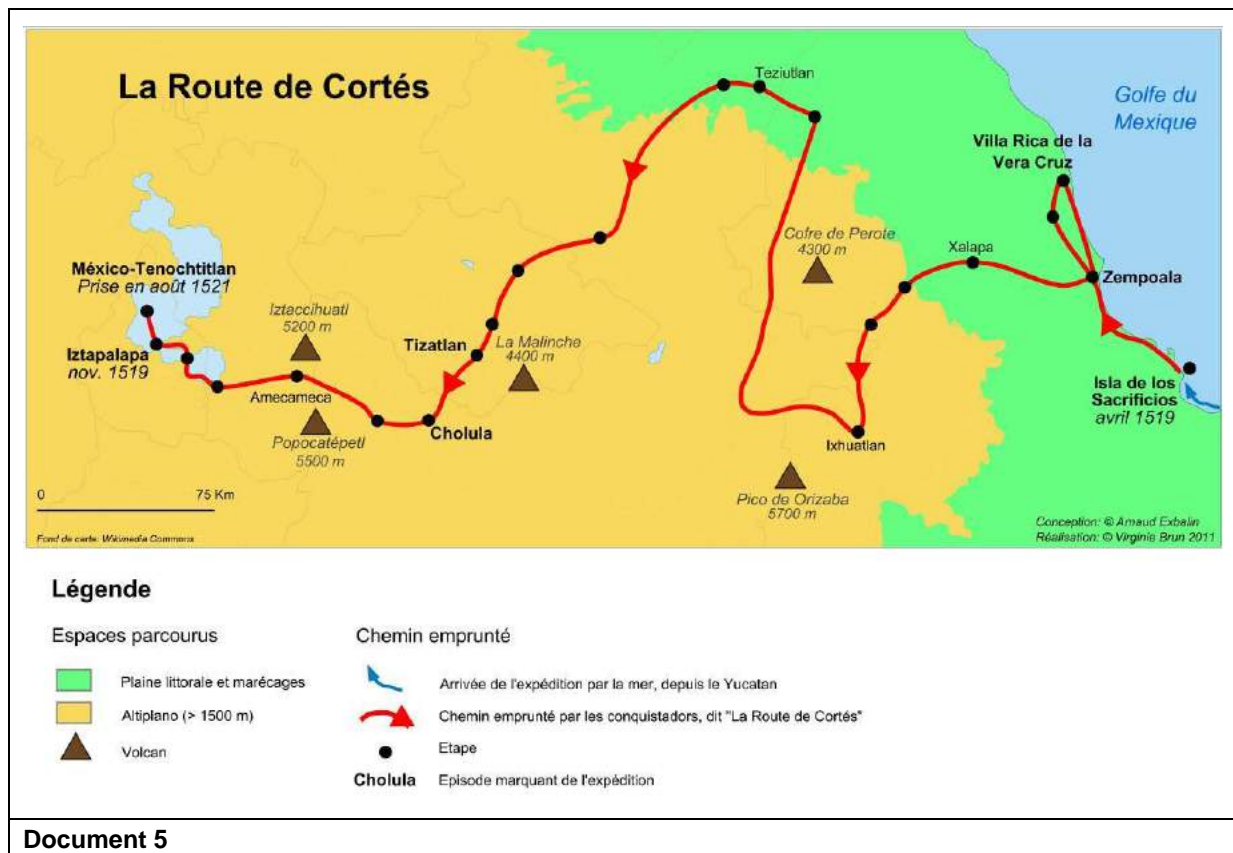 La Route de Cortés
Teziutlan
Golfe du
Mexique
Villa Rica de la
Vera Cruz
Cofre de Perote
4300 m
Xalapa
Zempoala
México-Tenochtitlan
Prise en août 1521
Iztaccihuatl
5200 m
Tizatlan
La Malinche
4400 m
Iztapalapa
nov. 1519
Amecameca
Cholula
Isla de los
Sacrificios
avril 1519
Ixhuatlan
Popocatépetl
5500 m
Pico de Orizaba
5700 m
0 75 Km
Fond de carte: Wikimedia Commons
Conception: © Arnaud Exbalin
Réalisation: © Virginie Brun 2011
Légende
Espaces parcourus
Plaine littorale et marécages
Altiplano (> 1500 m)
Volcan
Chemin emprunté
Arrivée de l'expédition par la mer, depuis le Yucatan
Chemin emprunté par les conquistadors, dit "La Route de Cortés"
Etape
Cholula Episode marquant de l'expédition
Document 5